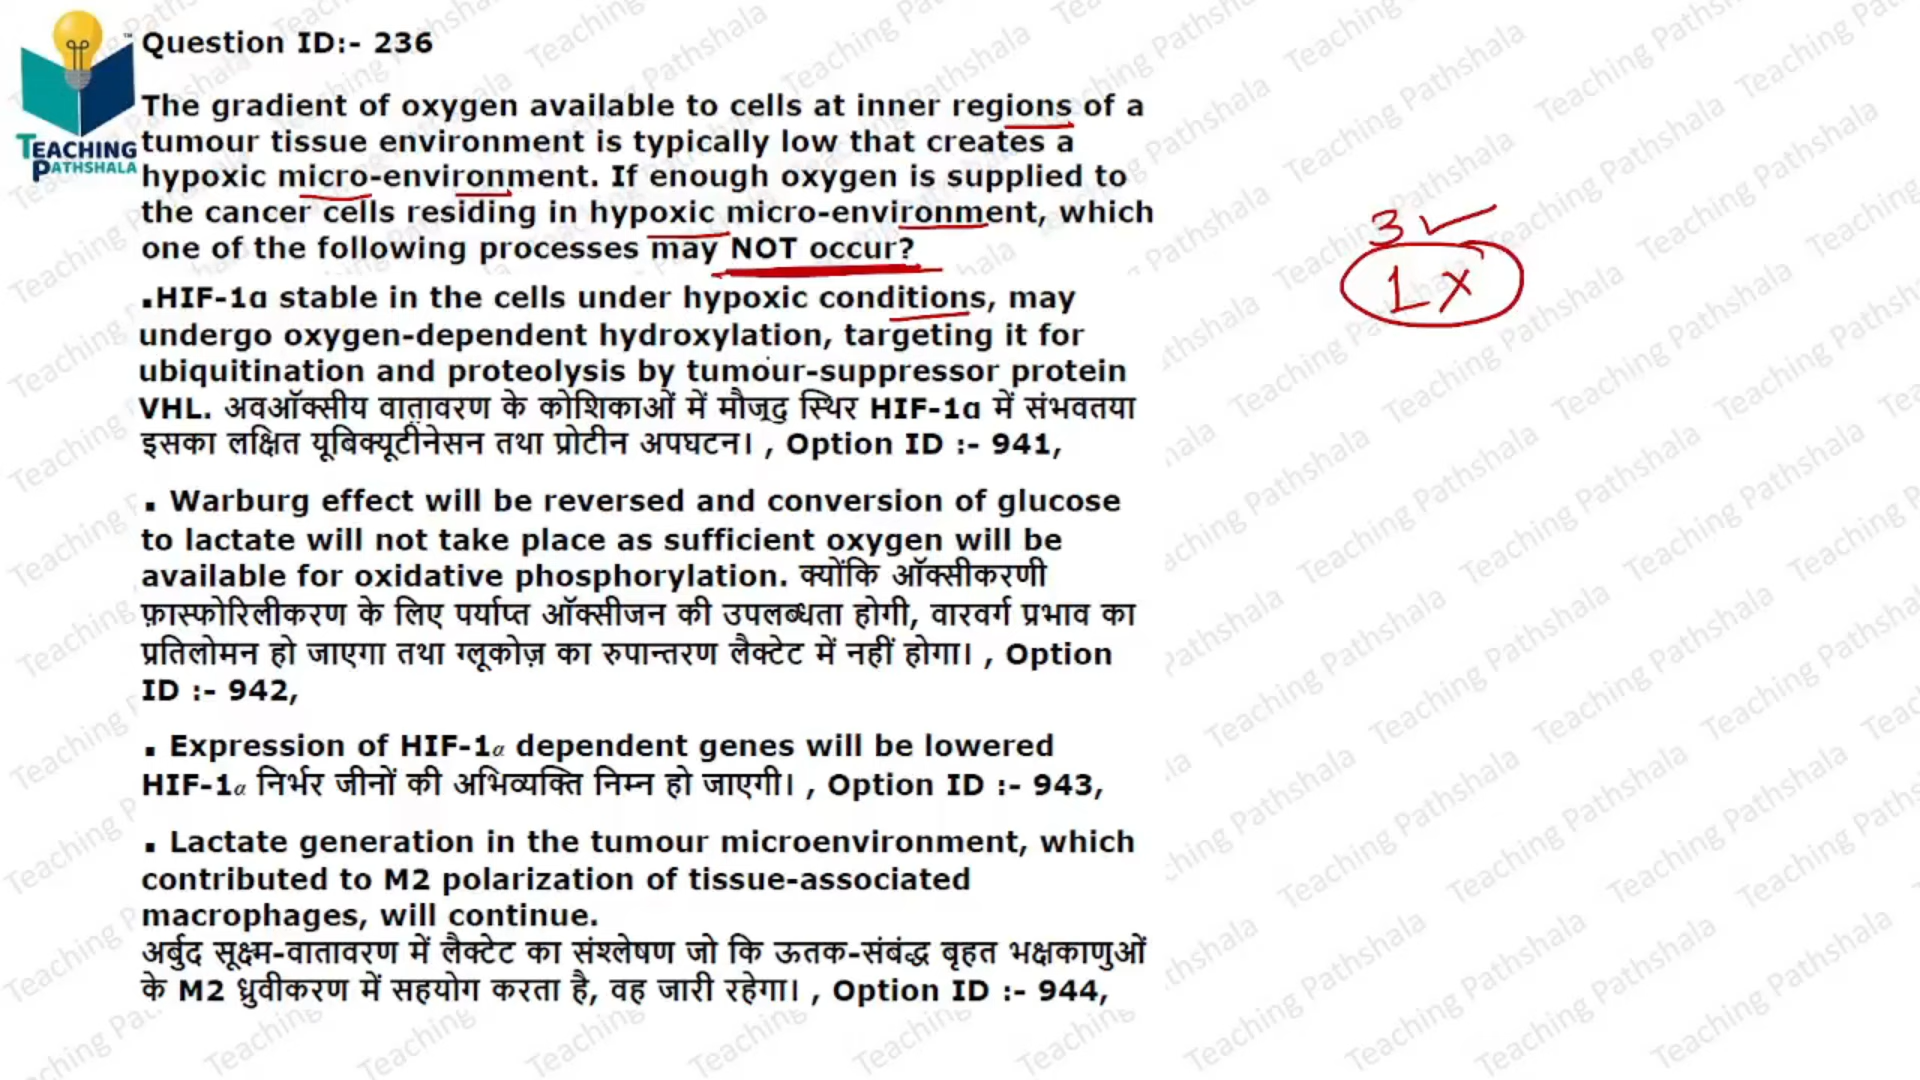 Question ID:- 236
The gradient of oxygen available to cells at inner regions of a
tumour tissue environment is typically low that creates a
hypoxic micro-environment. If enough oxygen is supplied to
the cancer cells residing in hypoxic micro-environment, which
one of the following processes may NOT occur?
TEACHING
PATHSHALA
3 ✓
1 x
▪HIF-1α stable in the cells under hypoxic conditions, may
undergo oxygen-dependent hydroxylation, targeting it for
ubiquitination and proteolysis by tumour-suppressor protein
VHL. अवऑक्सीय वातावरण के कोशिकाओं में मौजूद स्थिर HIF-1α में संभवतया
इसका लक्षित यूबिक्यूटीनेसन तथा प्रोटीन अपघटन। , Option ID :- 941,
▪ Warburg effect will be reversed and conversion of glucose
to lactate will not take place as sufficient oxygen will be
available for oxidative phosphorylation. क्योंकि ऑक्सीकरणी
फ़ास्फोरिलीकरण के लिए पर्याप्त ऑक्सीजन की उपलब्धता होगी, वारवर्ग प्रभाव का
प्रतिलोमन हो जाएगा तथा ग्लूकोज़ का रुपान्तरण लैक्टेट में नहीं होगा। , Option
ID :- 942,
▪ Expression of HIF-1α dependent genes will be lowered
HIF-1α निर्भर जीनों की अभिव्यक्ति निम्न हो जाएगी। , Option ID :- 943,
▪ Lactate generation in the tumour microenvironment, which
contributed to M2 polarization of tissue-associated
macrophages, will continue.
अर्बुद सूक्ष्म-वातावरण में लैक्टेट का संश्लेषण जो कि ऊतक-संबंद्ध बृहत भक्षकाणुओं
के M2 ध्रुवीकरण में सहयोग करता है, वह जारी रहेगा। , Option ID :- 944,
Teaching Pathshala